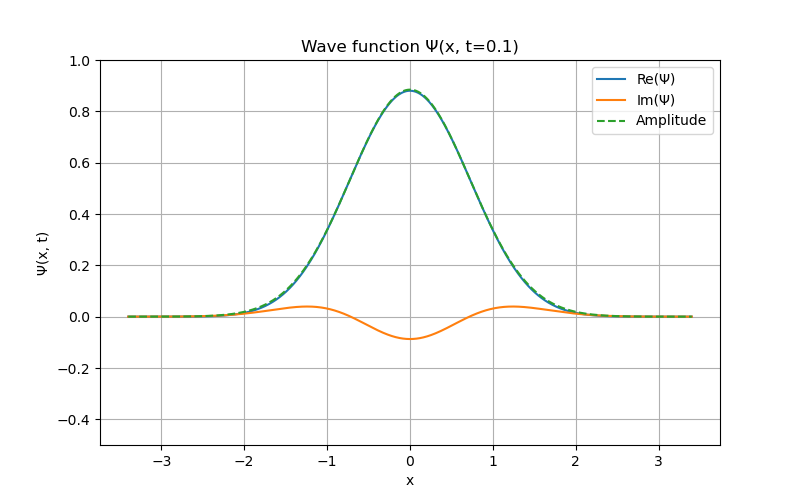 Wave function Ψ(x, t=0.1)
Re(Ψ)
Im(Ψ)
Amplitude
Ψ(x, t)
1.0
0.8
0.6
0.4
0.2
0.0
−0.2
−0.4
−3 −2 −1 0 1 2 3
x